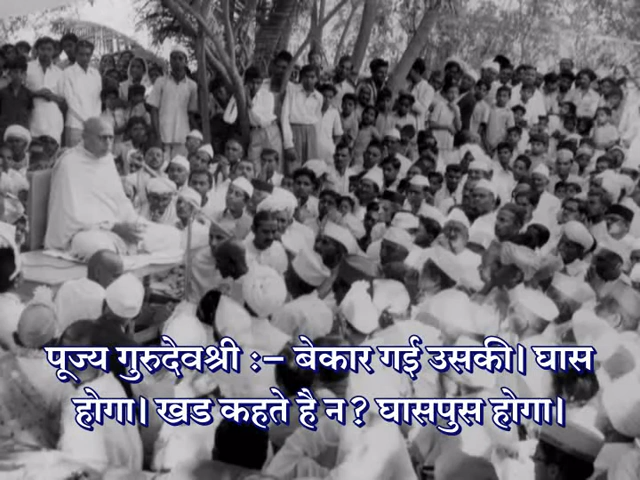 पूज्य गुरुदेवश्री :– बेकार गई उसकी। घास
होगा। खड कहते है न? घासपुस होगा।